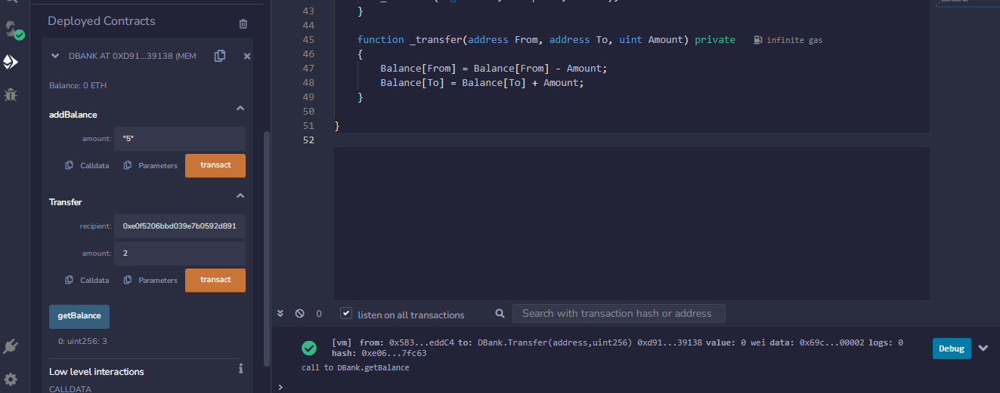 Deployed Contracts
DBANK AT 0XD91...39138 (MEM
Balance: 0 ETH
addBalance
amount: "5"
Calldata Parameters transact
Transfer
recipient: 0xe0f5206bbd039e7b0592d891
amount: 2
Calldata Parameters transact
getBalance
0: uint256: 3
Low level interactions i
CALLDATA
43 }
44
45 function _transfer(address From, address To, uint Amount) private infinite gas
46 {
47 Balance[From] = Balance[From] - Amount;
48 Balance[To] = Balance[To] + Amount;
49 }
50
51 }
52
0 listen on all transactions Search with transaction hash or address
[vm] from: 0x5B3...eddC4 to: DBank.Transfer(address,uint256) 0xd91...39138 value: 0 wei data: 0x69c...00002 logs: 0
hash: 0xe06...7fc63
Debug
call to DBank.getBalance
>